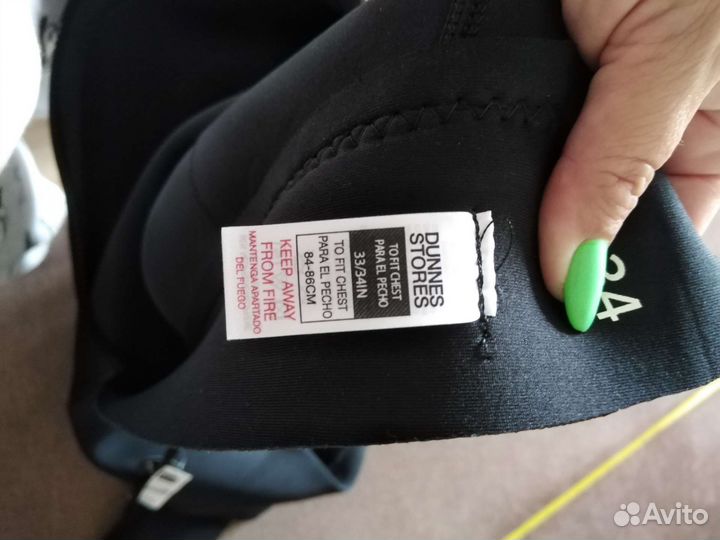 DUNNES
STORES
TO FIT CHEST
PARA EL PECHO
33/34IN
TO FIT CHEST
PARA EL PECHO
84-86CM
KEEP AWAY
FROM FIRE
MANTENGA APARTADO
DEL FUEGO
Avito